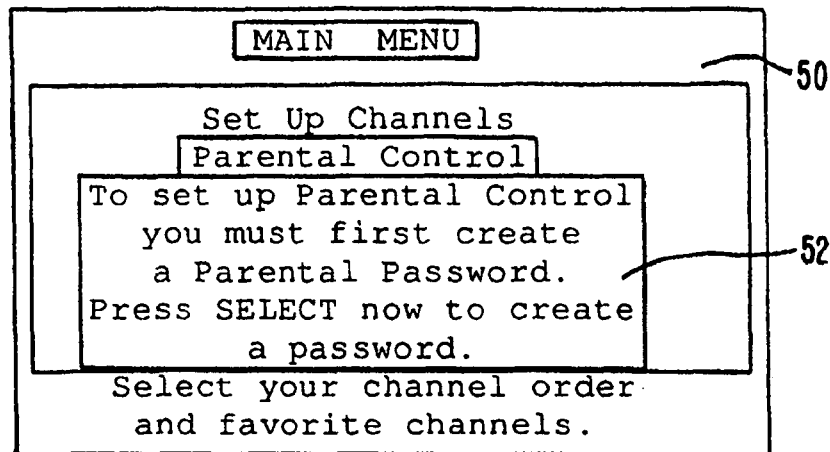 MAIN MENU
50
Set Up Channels
Parental Control
To set up Parental Control
you must first create
a Parental Password.
52
Press SELECT now to create
a password.
Select your channel order
and favorite channels.